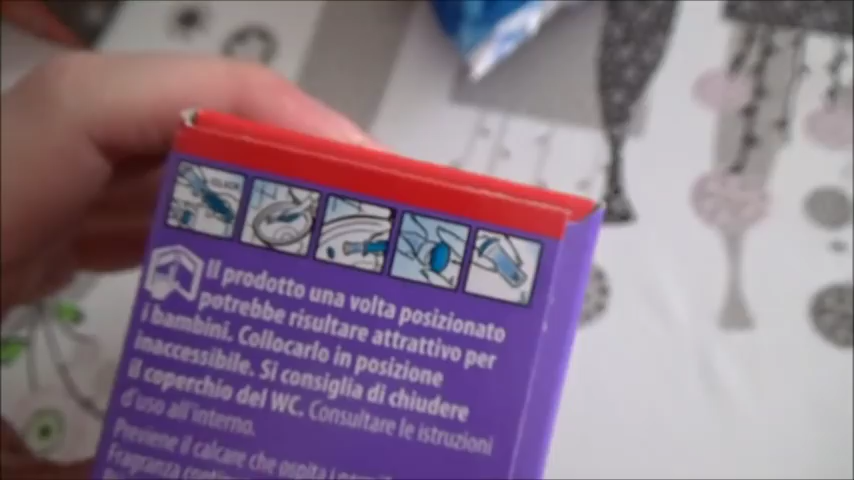 Il prodotto una volta posizionato
potrebbe risultare attrattivo per
i bambini. Collocarlo in posizione
inaccessibile. Si consiglia di chiudere
il coperchio del WC. Consultare le istruzioni
d'uso all'interno.
Previene il calcare che ospita i germi
Fragranza